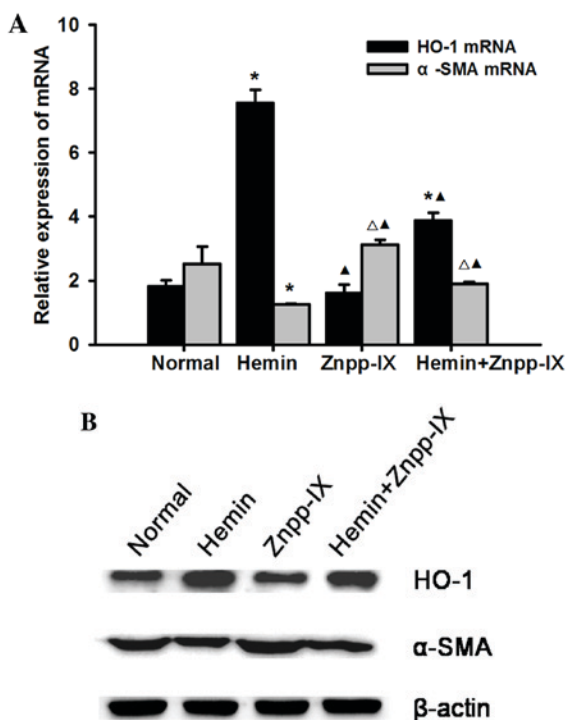 A
Relative expression of mRNA
10
8
6
4
2
0
HO-1 mRNA
α -SMA mRNA
*
*
▲
△▲
*▲
△▲
Normal Hemin Znpp-IX Hemin+Znpp-IX
B
Normal
Hemin
Znpp-IX
Hemin+Znpp-IX
HO-1
α-SMA
β-actin